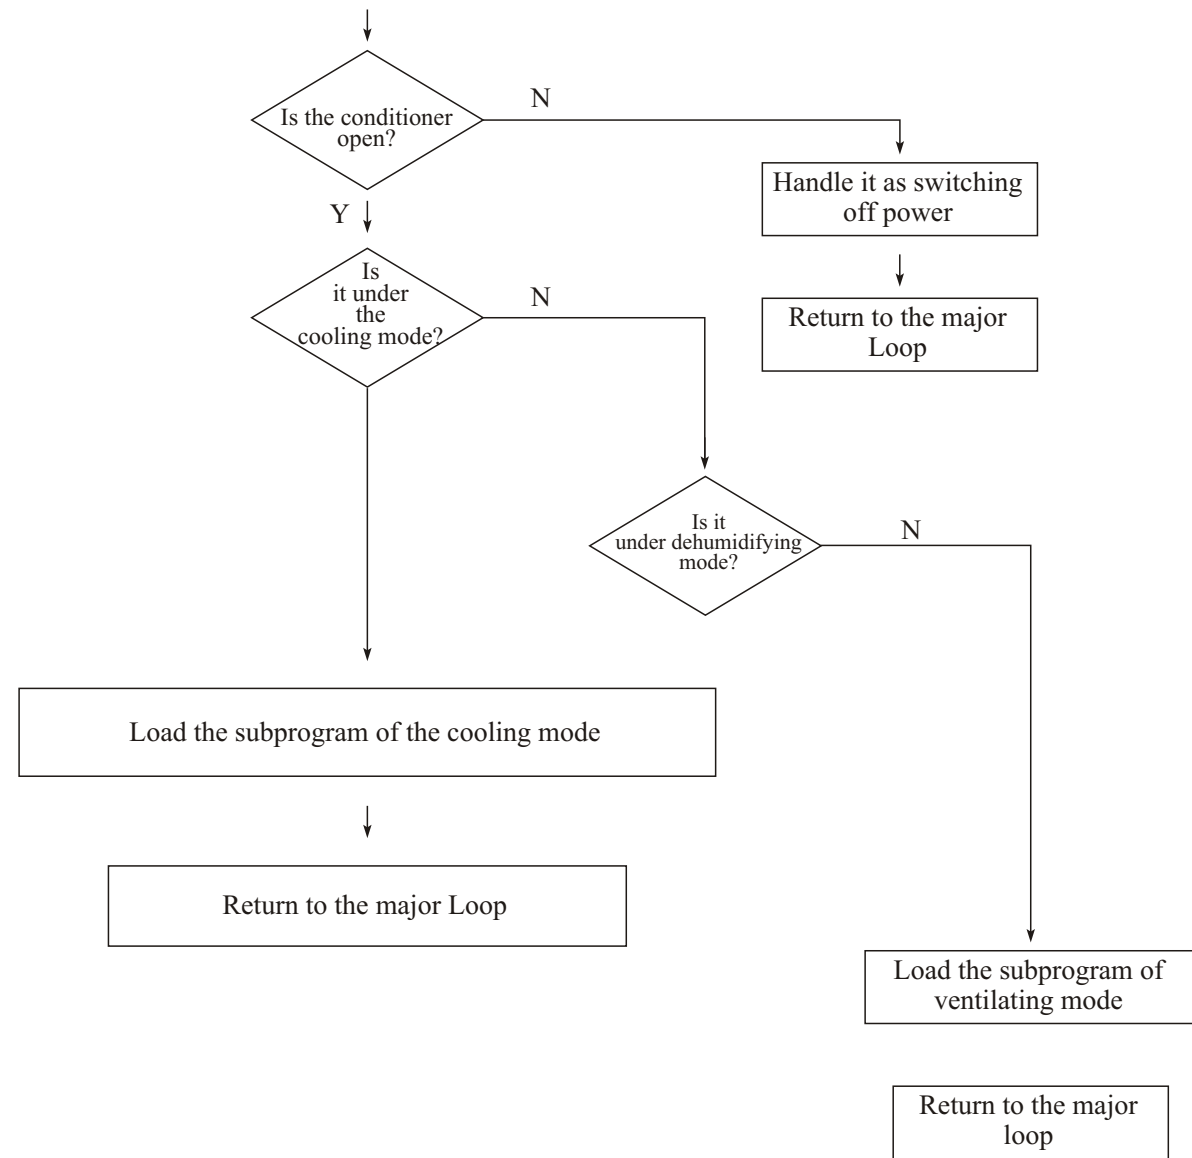 N
Is the conditioner
open?
Handle it as switching
off power
Y
Is
it under
the
cooling mode?
N
Return to the major
Loop
Is it
under dehumidifying
mode?
N
Load the subprogram of the cooling mode
Return to the major Loop
Load the subprogram of
ventilating mode
Return to the major
loop